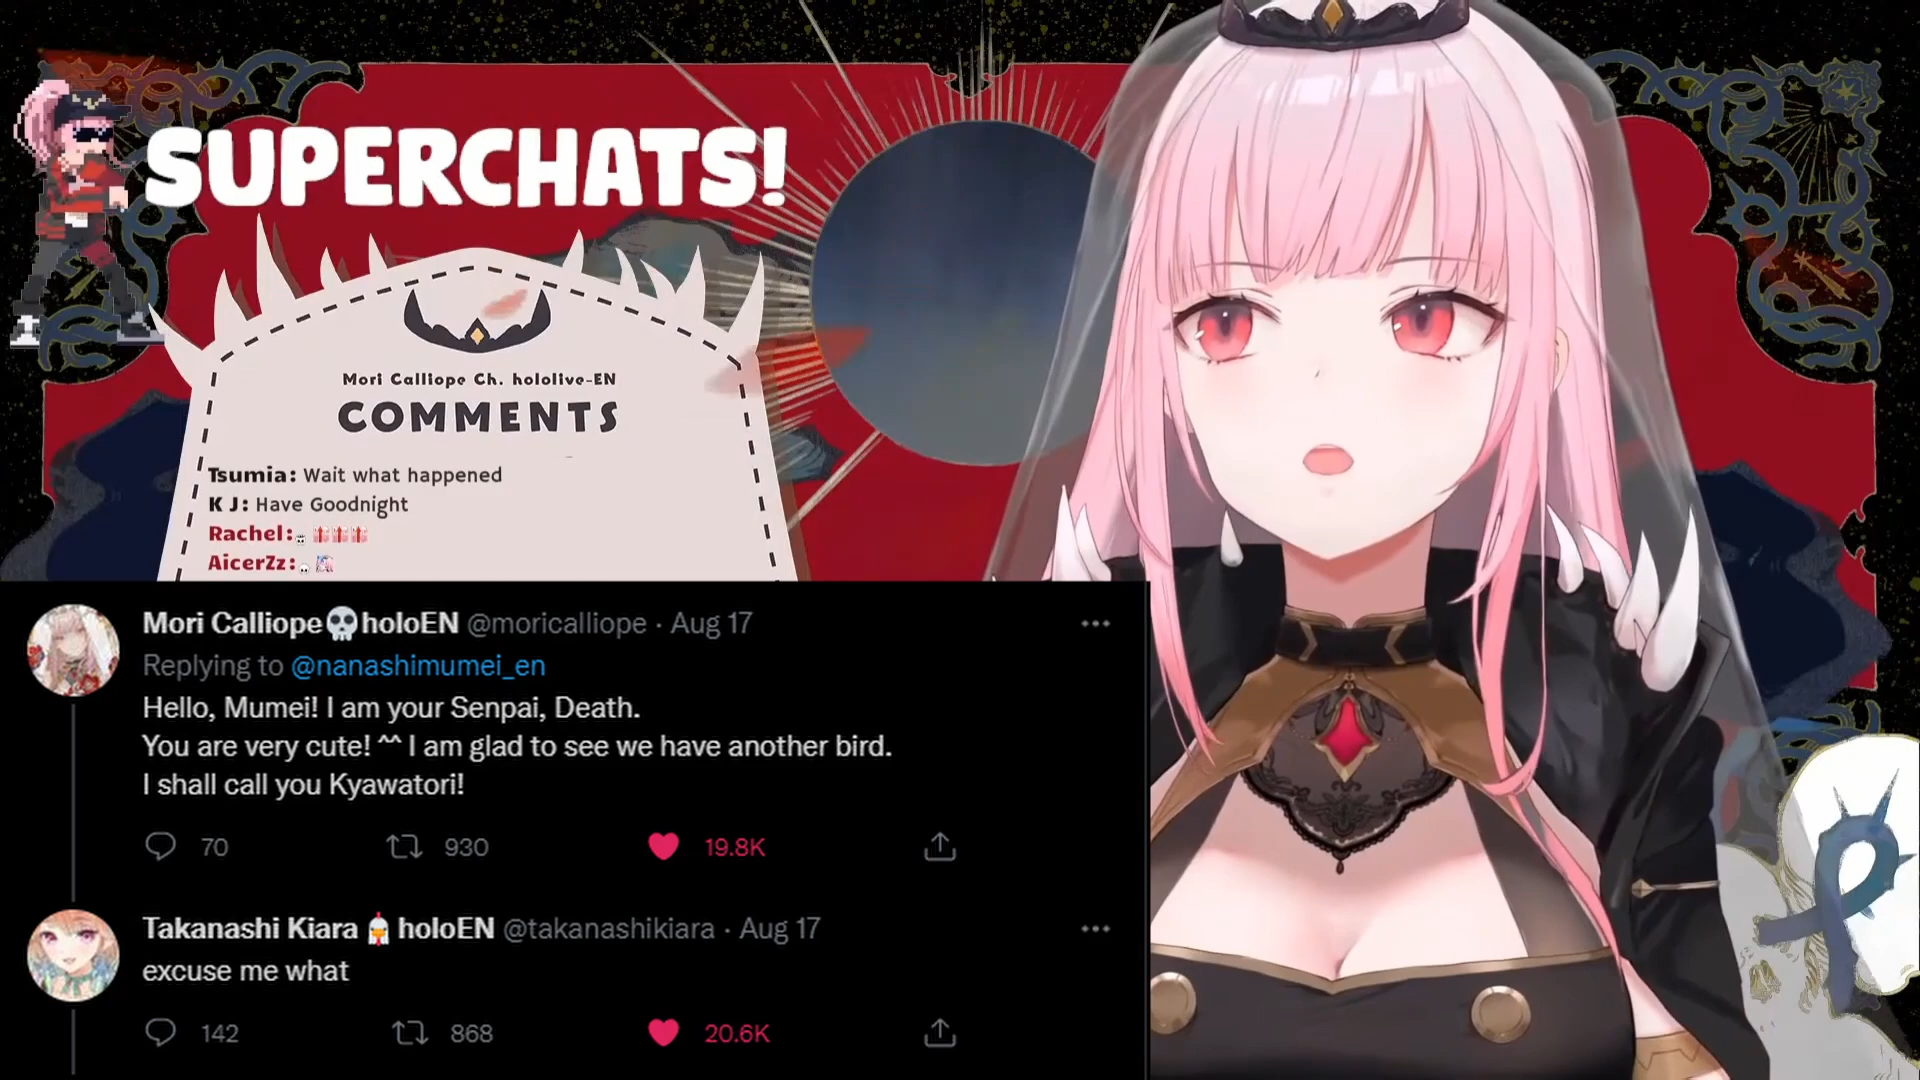 SUPERCHATS!
Mori Calliope Ch. hololive-EN
COMMENTS
Tsumia: Wait what happened
K J: Have Goodnight
Rachel:
AicerZz:
Mori Calliope💀holoEN @moricalliope · Aug 17
Replying to @nanashimumei_en
Hello, Mumei! I am your Senpai, Death.
You are very cute! ^^ I am glad to see we have another bird.
I shall call you Kyawatori!
70 930 19.8K
Takanashi Kiara🐔holoEN @takanashikiara · Aug 17
excuse me what
142 868 20.6K